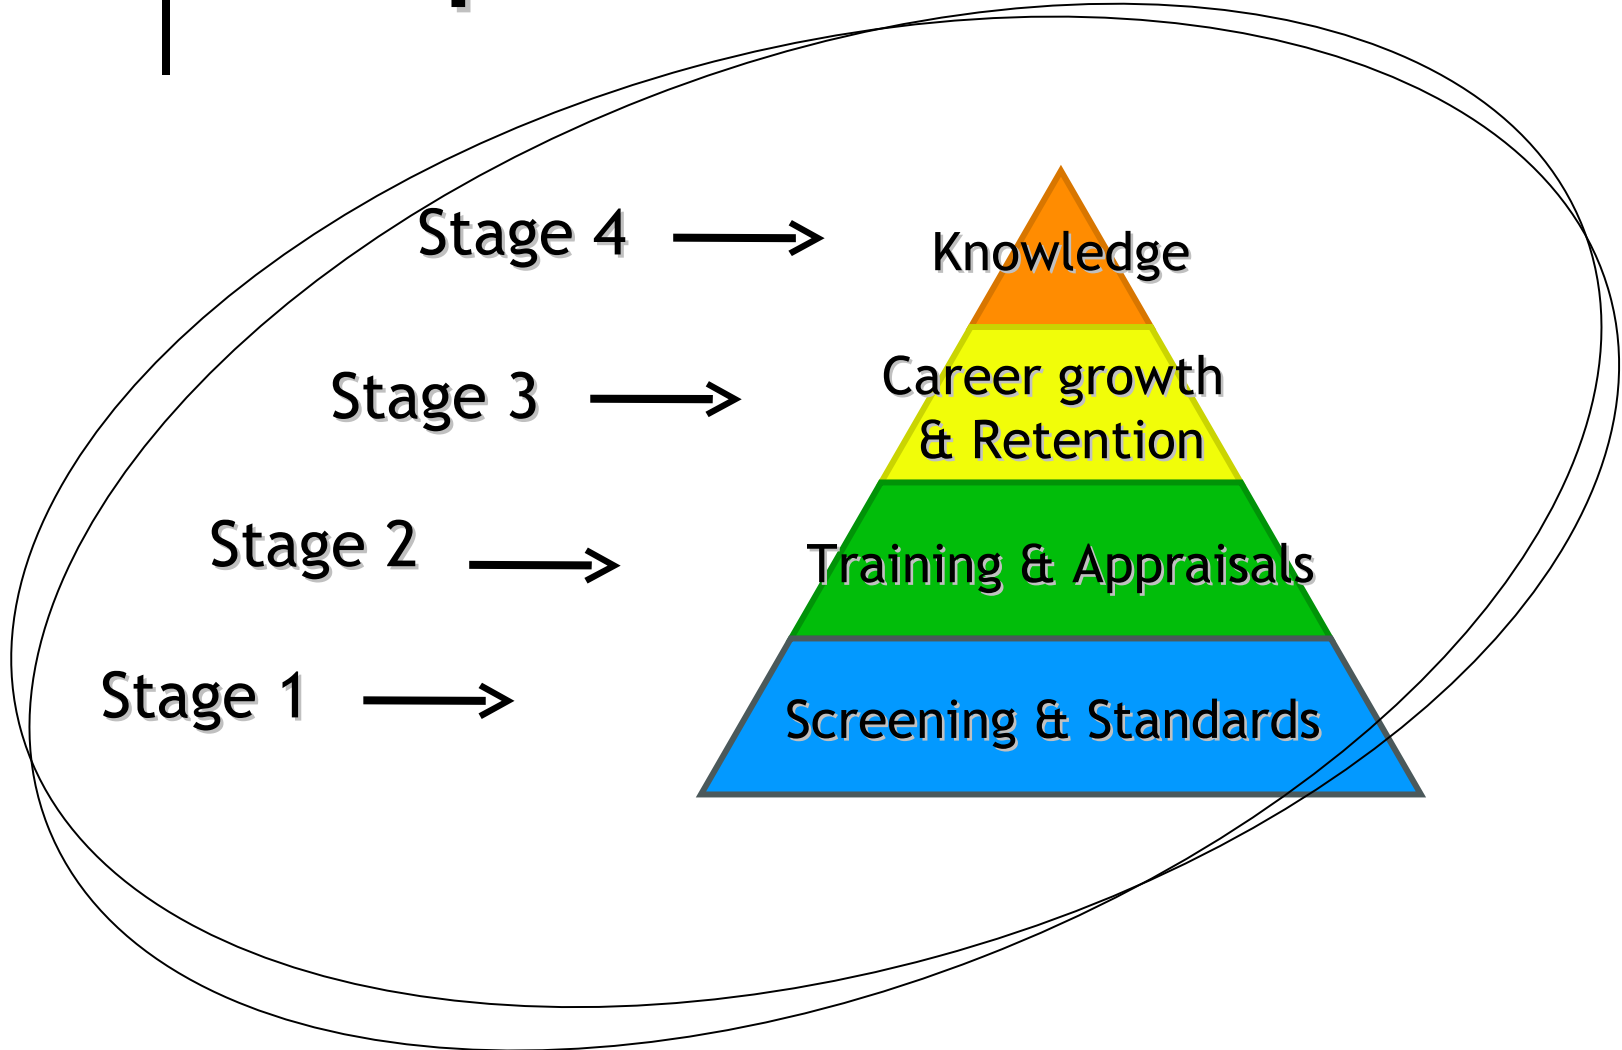 Stage 4
Knowledge
Stage 3
Career growth
& Retention
Stage 2
Training & Appraisals
Stage 1
Screening & Standards